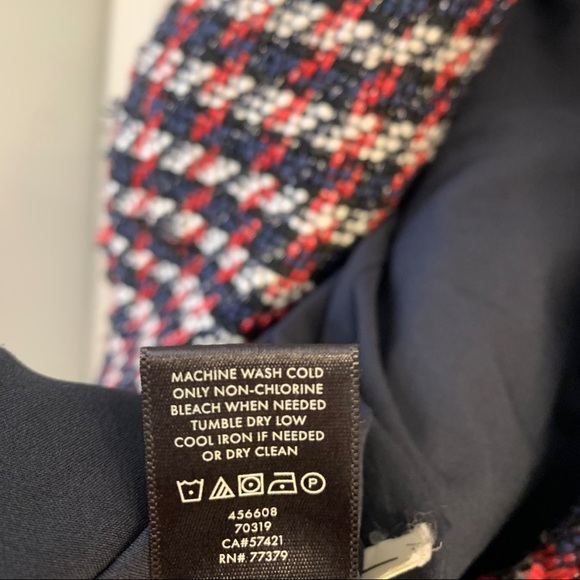 MACHINE WASH COLD
ONLY NON-CHLORINE
BLEACH WHEN NEEDED
TUMBLE DRY LOW
COOL IRON IF NEEDED
OR DRY CLEAN
P
456608
70319
CA#57421
RN# 77379